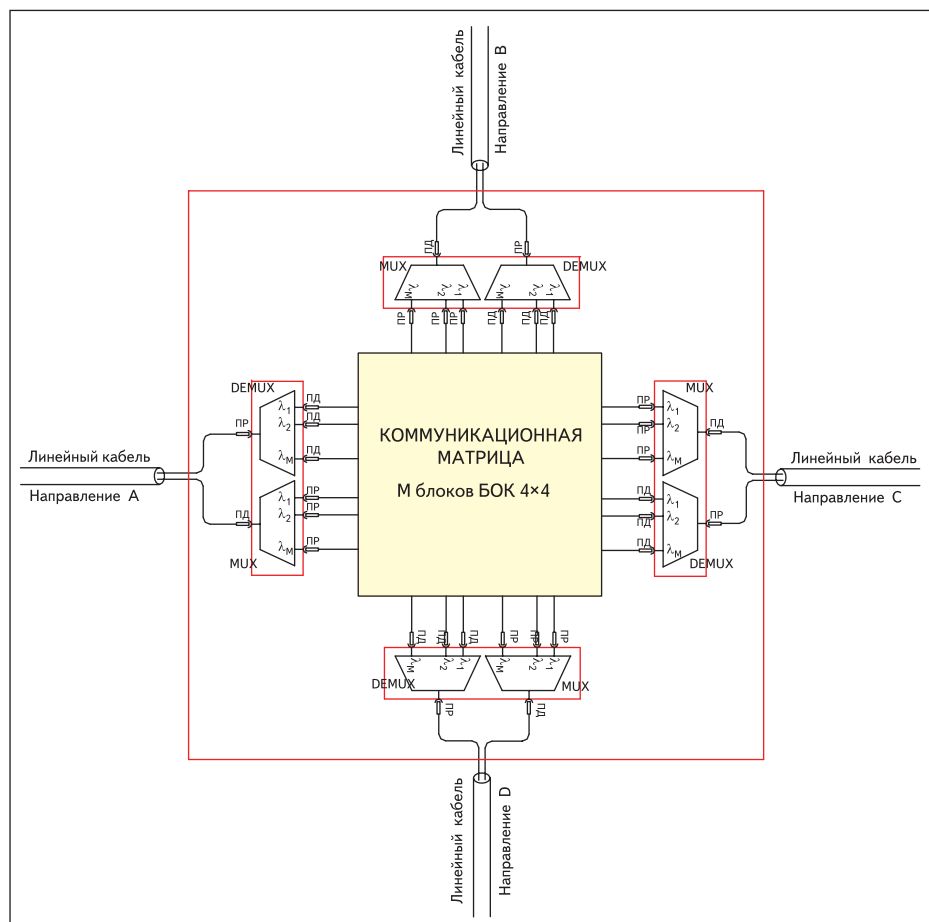 Линейный кабель
Направление B
ПД
ПР
MUX
DEMUX
λM
λ2
λ1
λM
λ2
λ1
ПР
ПР
ПР
ПД
ПД
ПД
DEMUX
MUX
λ1
ПД
ПР
λ1
λ2
ПД
ПР
λ2
ПР
ПД
λM
ПД
ПР
λM
КОММУНИКАЦИОННАЯ
МАТРИЦА
М блоков БОК 4×4
Линейный кабель
Направление A
Линейный кабель
Направление C
λ1
ПР
ПД
λ1
λ2
ПР
ПД
λ2
ПД
ПР
λM
ПР
ПД
λM
MUX
DEMUX
ПД
ПД
ПД
ПР
ПР
ПР
λM
λ2
λ1
λM
λ2
λ1
DEMUX
MUX
ПР
ПД
Линейный кабель
Направление D